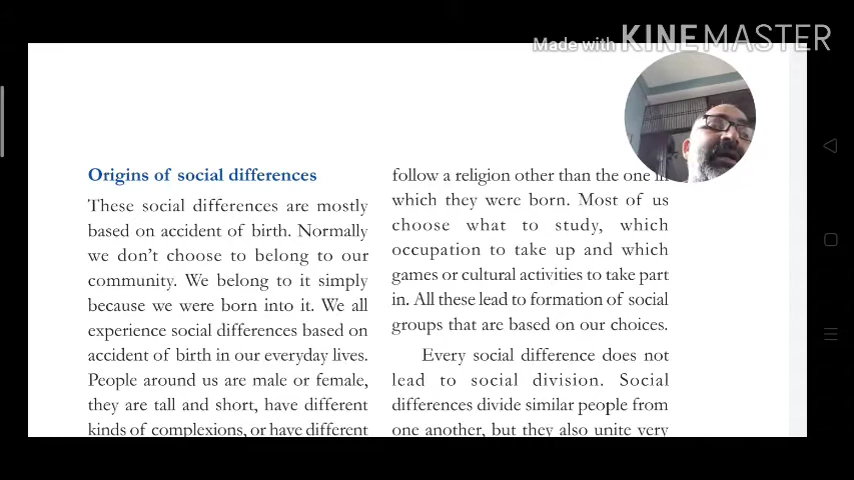 Made with KINEMASTER
Origins of social differences
These social differences are mostly
based on accident of birth. Normally
we don't choose to belong to our
community. We belong to it simply
because we were born into it. We all
experience social differences based on
accident of birth in our everyday lives.
People around us are male or female,
they are tall and short, have different
kinds of complexions, or have different
follow a religion other than the one in
which they were born. Most of us
choose what to study, which
occupation to take up and which
games or cultural activities to take part
in. All these lead to formation of social
groups that are based on our choices.
Every social difference does not
lead to social division. Social
differences divide similar people from
one another, but they also unite very